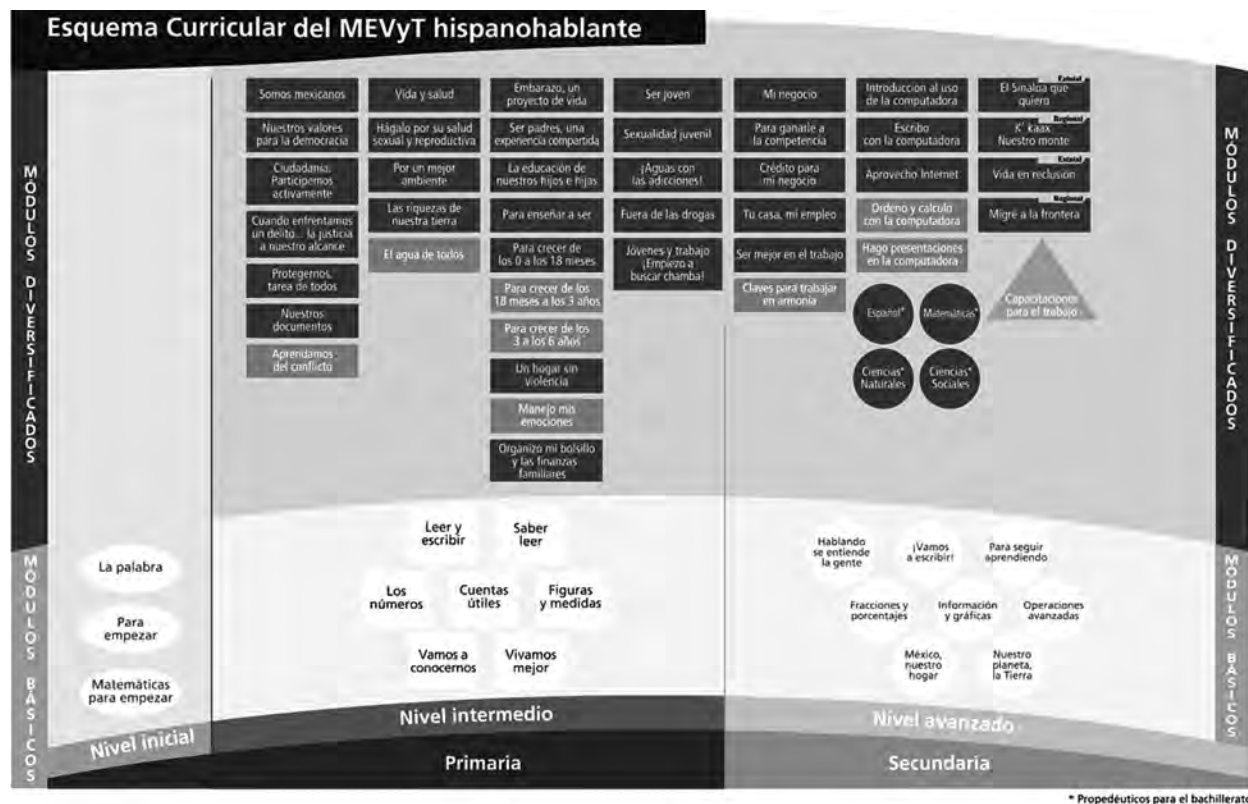 Esquema Curricular del MEVyT hispanohablante
MÓDULOS DIVERSIFICADOS
MÓDULOS BÁSICOS
Somos mexicanos
Nuestros valores
para la democracia
Ciudadanía.
Participemos
activamente
Cuando enfrentamos
un delito... la justicia
a nuestro alcance
Protegernos,
tarea de todos
Nuestros
documentos
Aprendamos
del conflicto
Vida y salud
Hágalo por su salud
sexual y reproductiva
Por un mejor
ambiente
Las riquezas de
nuestra tierra
El agua de todos
Embarazo, un
proyecto de vida
Ser padres, una
experiencia compartida
La educación de
nuestros hijos e hijas
Para enseñar a ser
Para crecer de
los 0 a los 18 meses
Para crecer de los
18 meses a los 3 años
Para crecer de los
3 a los 6 años
Un hogar sin
violencia
Manejo mis
emociones
Organizo mi bolsillo
y las finanzas
familiares
Ser joven
Sexualidad juvenil
¡Aguas con
las adicciones!
Fuera de las drogas
Jóvenes y trabajo
¡Empiezo a
buscar chamba!
Mi negocio
Para ganarle a
la competencia
Crédito para
mi negocio
Tu casa, mi empleo
Ser mejor en el trabajo
Claves para trabajar
en armonía
Introducción al uso
de la computadora
Escribo
con la computadora
Aprovecho Internet
Ordeno y calculo
con la computadora
Hago presentaciones
en la computadora
Español*
Matemáticas*
Ciencias*
Naturales
Ciencias*
Sociales
Estatal
El Sinaloa que
quiero
Regional
K' kaax
Nuestro monte
Estatal
Vida en reclusión
Regional
Migré a la frontera
Capacitaciones
para el trabajo
La palabra
Para
empezar
Matemáticas
para empezar
Nivel inicial
Leer y
escribir
Saber
leer
Los
números
Cuentas
útiles
Figuras
y medidas
Vamos a
conocernos
Vivamos
mejor
Nivel intermedio
Primaria
Hablando
se entiende
la gente
¡Vamos
a escribir!
Para seguir
aprendiendo
Fracciones y
porcentajes
Información
y gráficas
Operaciones
avanzadas
México,
nuestro
hogar
Nuestro
planeta,
la Tierra
Nivel avanzado
Secundaria
MÓDULOS DIVERSIFICADOS
MÓDULOS BÁSICOS
* Propedéuticos para el bachillerato